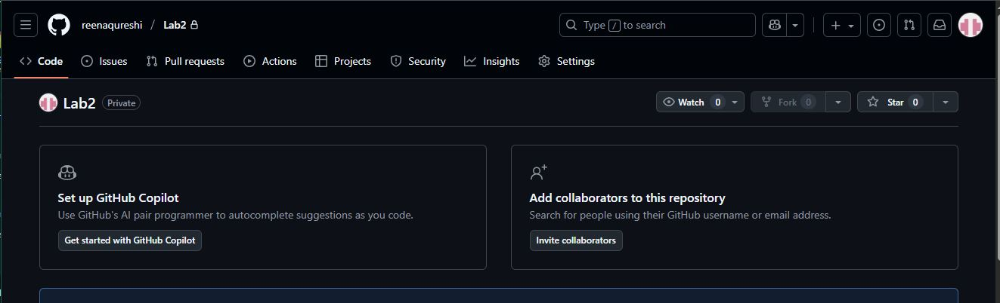 reenaqureshi / Lab2 Type / to search
Code Issues Pull requests Actions Projects Security Insights Settings
Lab2 Private Watch 0 Fork 0 Star 0
Set up GitHub Copilot
Use GitHub's AI pair programmer to autocomplete suggestions as you code.
Get started with GitHub Copilot
Add collaborators to this repository
Search for people using their GitHub username or email address.
Invite collaborators